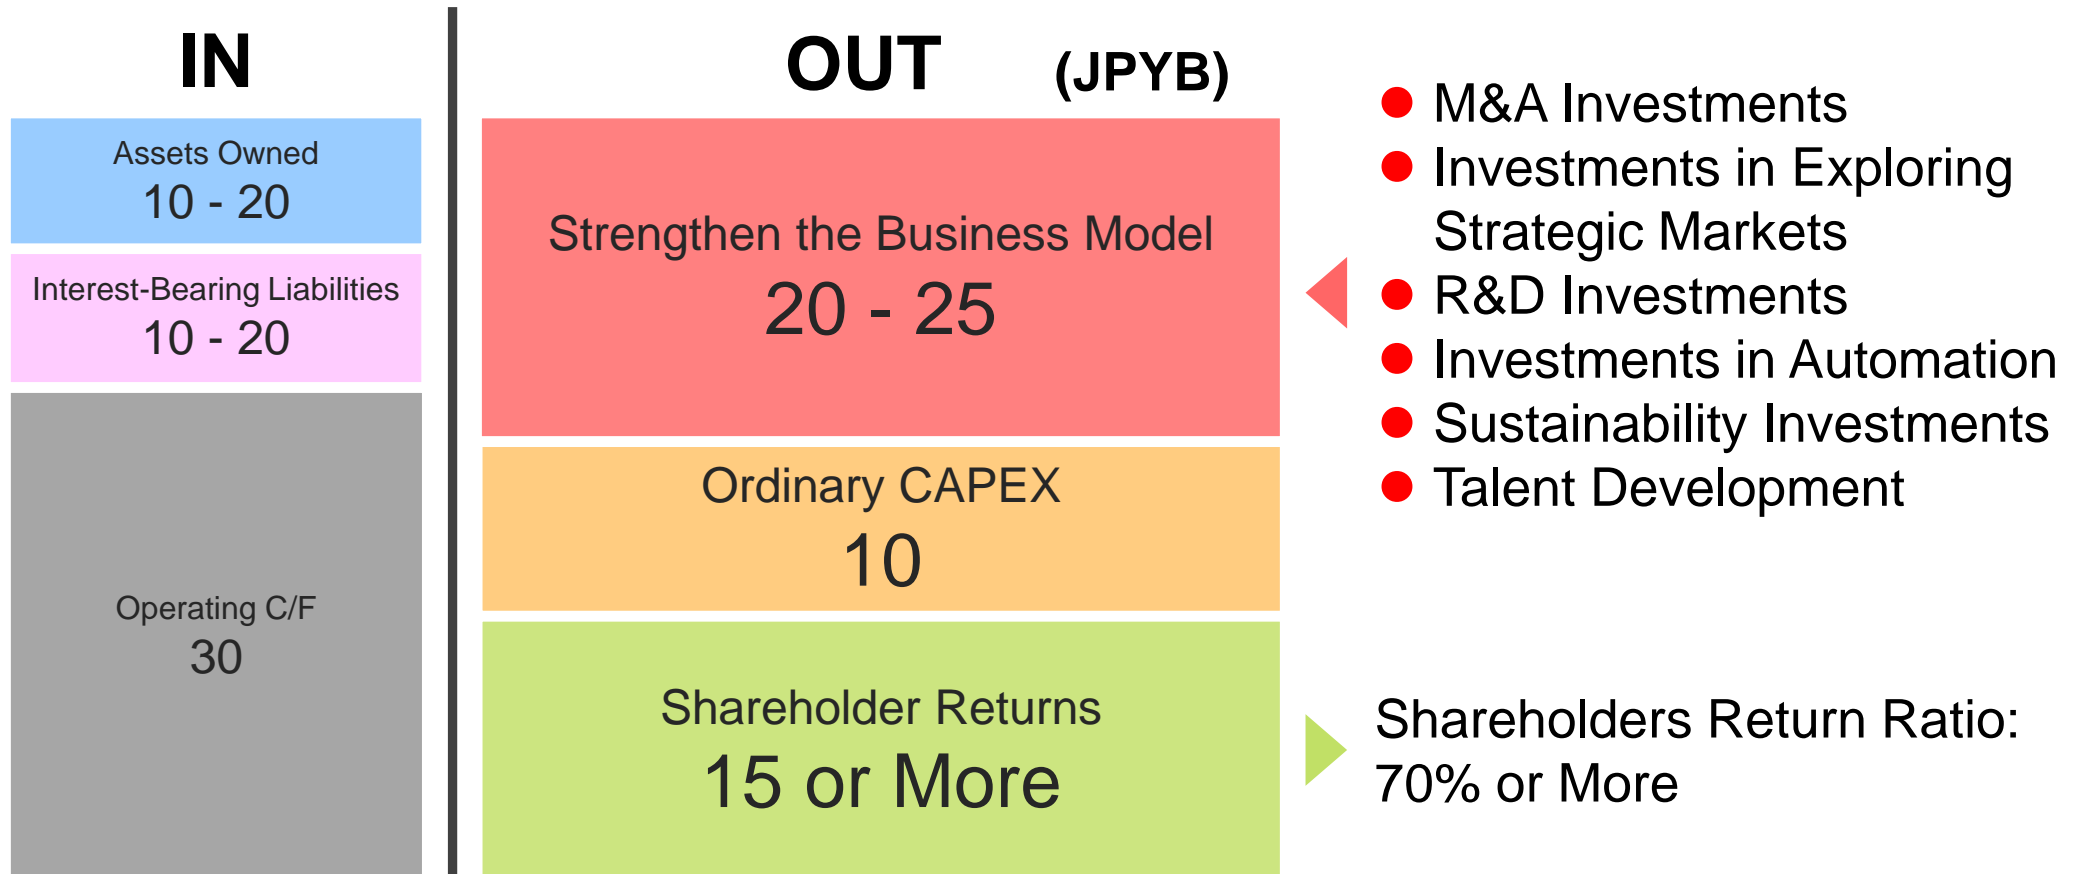 IN
Assets Owned
10 - 20
Interest-Bearing Liabilities
10 - 20
Operating C/F
30
OUT (JPYB)
Strengthen the Business Model
20 - 25
Ordinary CAPEX
10
Shareholder Returns
15 or More
● M&A Investments
● Investments in Exploring
Strategic Markets
● R&D Investments
● Investments in Automation
● Sustainability Investments
● Talent Development
Shareholders Return Ratio:
70% or More